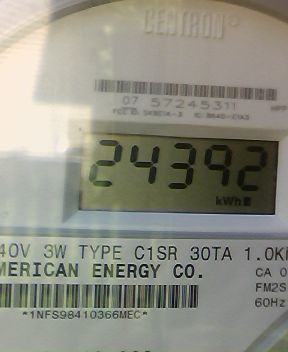 CENTRON®
07 57245311
24392
kWh
40V 3W TYPE C1SR 30TA 1.0K
MERICAN ENERGY CO.
CA 0
FM2S
*1NFS98410366MEC*
60Hz